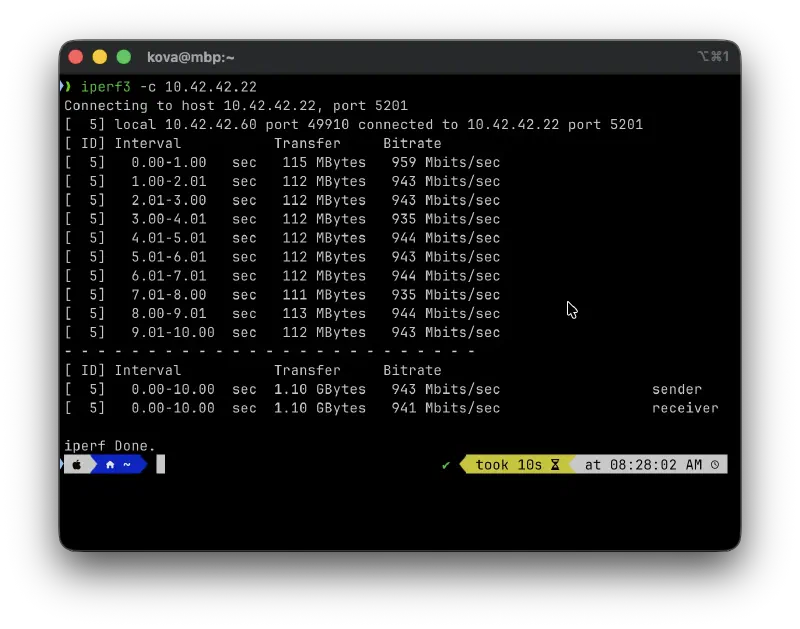 kova@mbp:~ ⌥⌘1
❯ iperf3 -c 10.42.42.22
Connecting to host 10.42.42.22, port 5201
[  5] local 10.42.42.60 port 49910 connected to 10.42.42.22 port 5201
[ ID] Interval           Transfer     Bitrate
[  5]   0.00-1.00   sec   115 MBytes   959 Mbits/sec
[  5]   1.00-2.01   sec   112 MBytes   943 Mbits/sec
[  5]   2.01-3.00   sec   112 MBytes   943 Mbits/sec
[  5]   3.00-4.01   sec   112 MBytes   935 Mbits/sec
[  5]   4.01-5.01   sec   112 MBytes   944 Mbits/sec
[  5]   5.01-6.01   sec   112 MBytes   943 Mbits/sec
[  5]   6.01-7.01   sec   112 MBytes   944 Mbits/sec
[  5]   7.01-8.00   sec   111 MBytes   935 Mbits/sec
[  5]   8.00-9.01   sec   113 MBytes   944 Mbits/sec
[  5]   9.01-10.00  sec   112 MBytes   943 Mbits/sec
- - - - - - - - - - - - - - - - - - - - - - - - -
[ ID] Interval           Transfer     Bitrate
[  5]   0.00-10.00  sec  1.10 GBytes   943 Mbits/sec                  sender
[  5]   0.00-10.00  sec  1.10 GBytes   941 Mbits/sec                  receiver
iperf Done.
~ ✔ took 10s at 08:28:02 AM